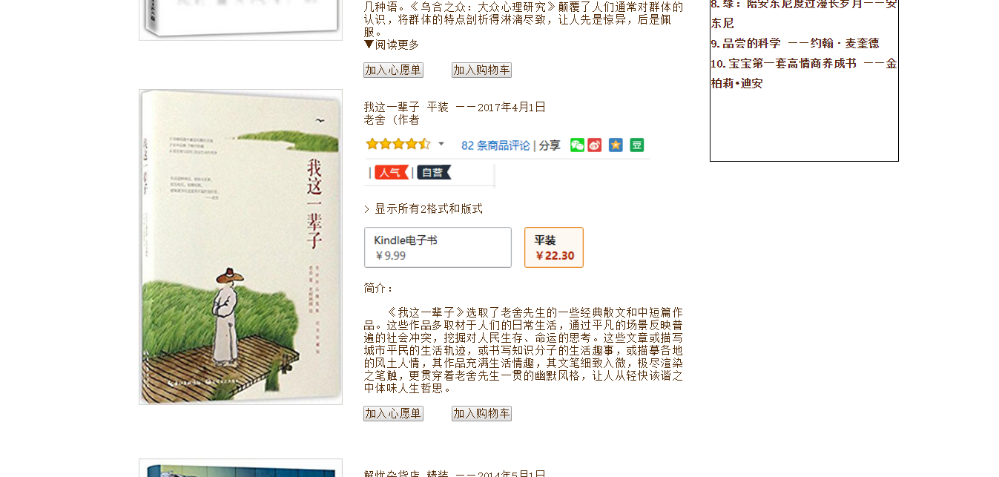 几种语。《乌合之众：大众心理研究》颠覆了人们通常对群体的
认识，将群体的特点剖析得淋漓尽致，让人先是惊异，后是佩
服。
▼阅读更多
加入心愿单 加入购物车
8.绿：陪安东尼度过漫长岁月——安
东尼
9.品尝的科学 ——约翰·麦奎德
10.宝宝第一套高情商养成书 ——金
柏莉•迪安
我这一辈子
我这一辈子
我这一辈子 平装 ——2017年4月1日
老舍（作者
82 条商品评论 | 分享
豆
| 人气 | 自营
> 显示所有2格式和版式
Kindle电子书
￥9.99
平装
￥22.30
简介：
《我这一辈子》选取了老舍先生的一些经典散文和中短篇作
品。这些作品多取材于人们的日常生活，通过平凡的场景反映普
遍的社会冲突，挖掘对人民生存、命运的思考。这些文章或描写
城市平民的生活轨迹，或书写知识分子的生活趣事，或描摹各地
的风土人情，其作品充满生活情趣，其文笔细致入微，极尽渲染
之笔触，更贯穿着老舍先生一贯的幽默风格，让人从轻快诙谐之
中体味人生哲思。
加入心愿单 加入购物车
解忧杂货店 精装 ——2014年5月1日